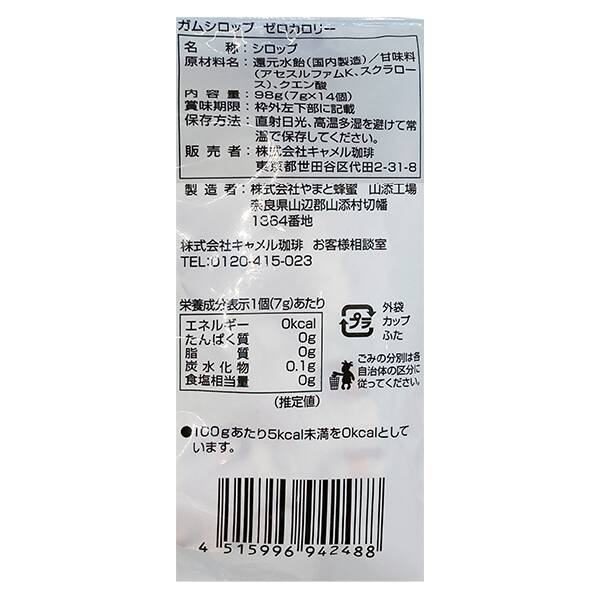 ガムシロップ ゼロカロリー
名称：シロップ
原材料名：還元水飴(国内製造)／甘味料
(アセスルファムK、スクラロー
ス)、クエン酸
内容量：98g(7g×14個)
賞味期限：枠外左下部に記載
保存方法：直射日光、高温多湿を避けて常
温で保存してください。
販売者：株式会社キャメル珈琲
東京都世田谷区代田2-31-8
製造者：株式会社やまと蜂蜜 山添工場
奈良県山辺郡山添村切幡
1364番地
株式会社キャメル珈琲 お客様相談室
TEL:0120-415-023
栄養成分表示1個(7g)あたり
エネルギー 0kcal
たんぱく質 0g
脂質 0g
炭水化物 0.1g
食塩相当量 0g
(推定値)
プラ
外袋
カップ
ふた
ごみの分別は各
自治体の区分に
従ってください。
●100gあたり5kcal未満を0kcalとして
います。
4 515996 942488